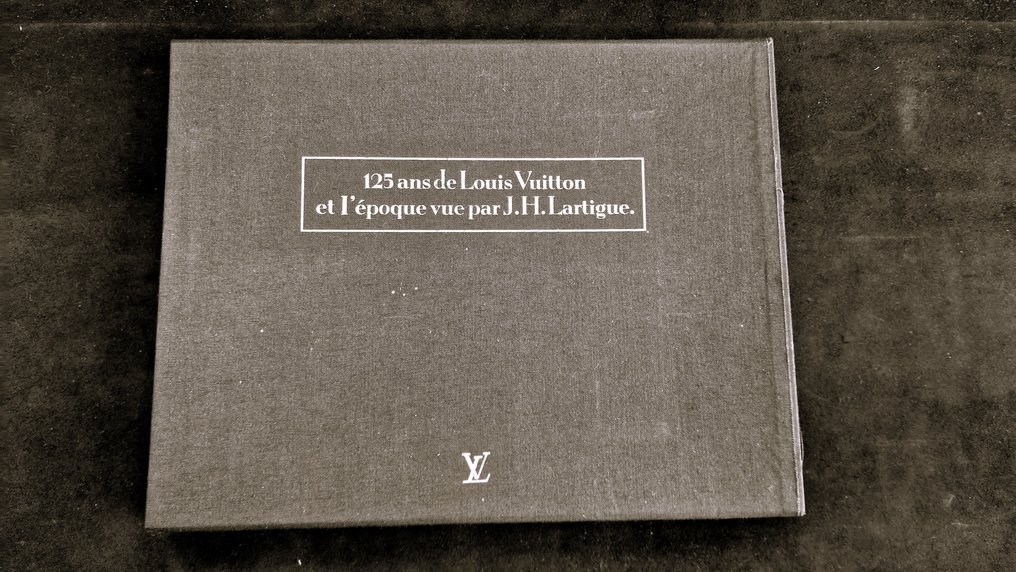 125 ans de Louis Vuitton
et l'époque vue par J.H. Lartigue.
LV